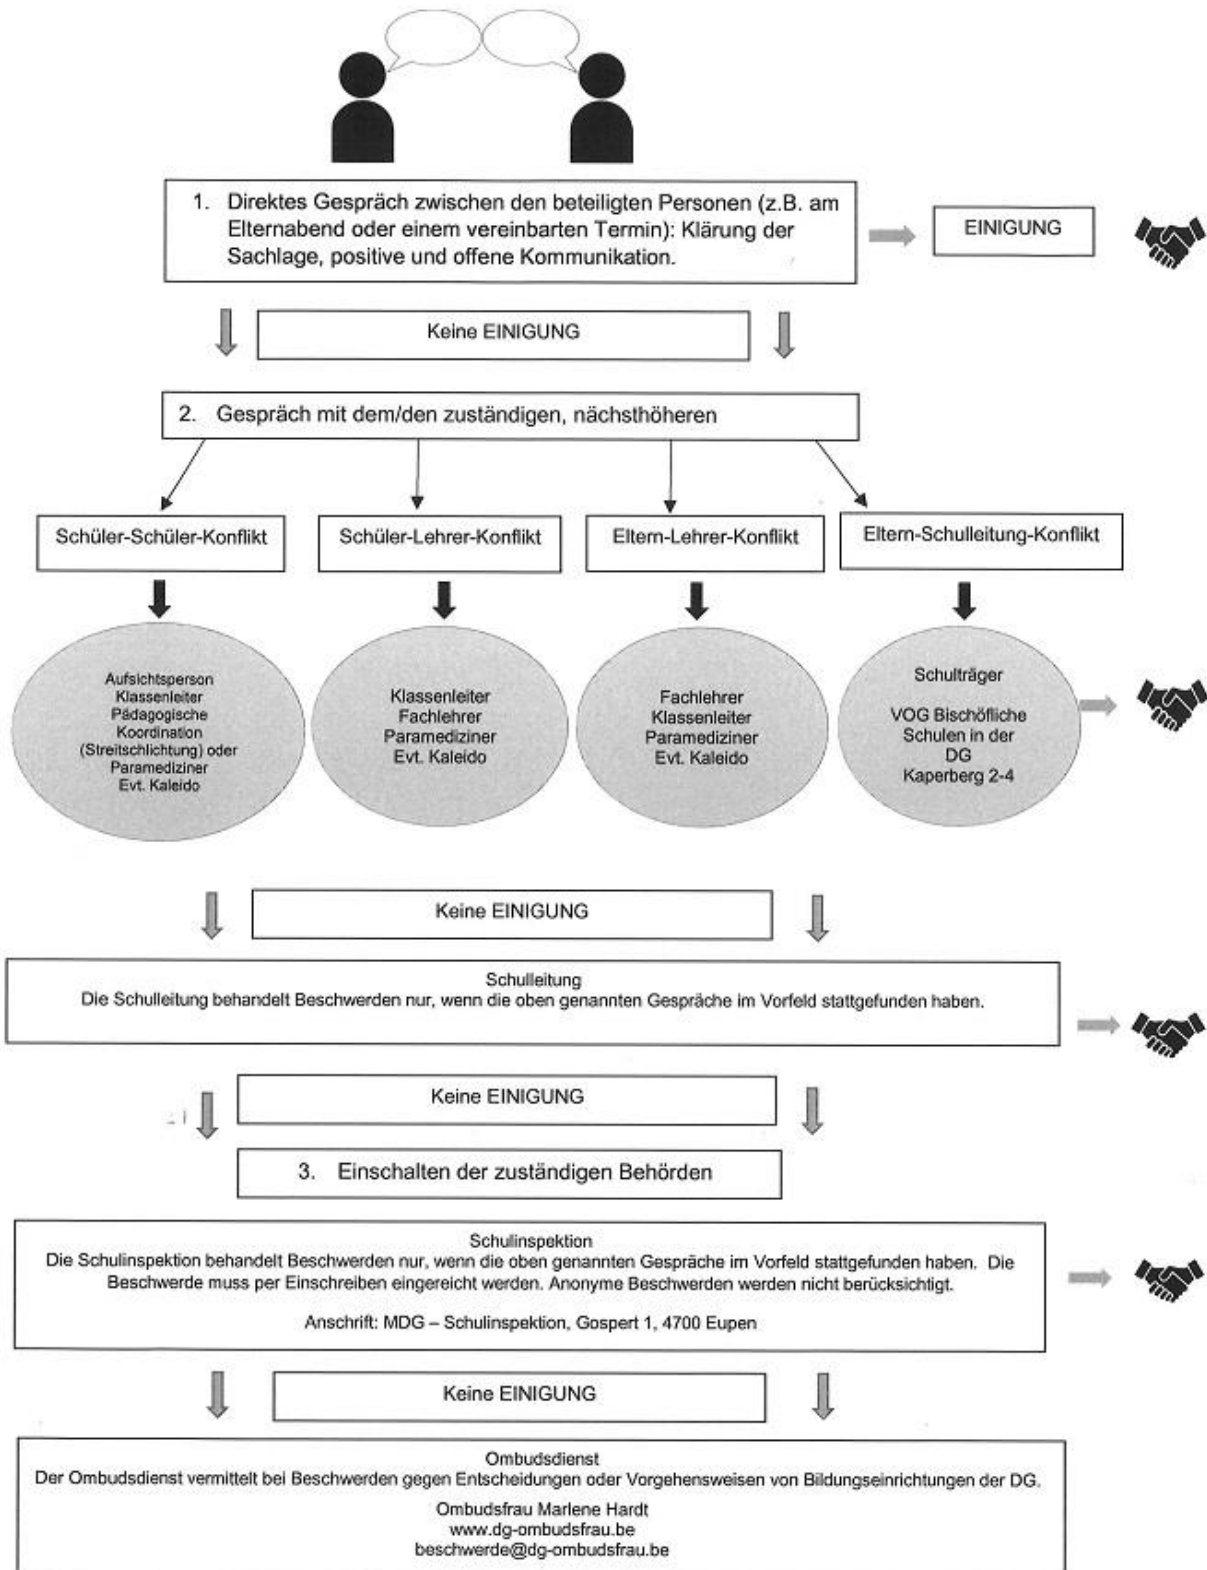 1. Direktes Gespräch zwischen den beteiligten Personen (z.B. am
Elternabend oder einem vereinbarten Termin): Klärung der
Sachlage, positive und offene Kommunikation.
EINIGUNG
Keine EINIGUNG
2. Gespräch mit dem/den zuständigen, nächsthöheren
Schüler-Schüler-Konflikt
Schüler-Lehrer-Konflikt
Eltern-Lehrer-Konflikt
Eltern-Schulleitung-Konflikt
Aufsichtsperson
Klassenleiter
Pädagogische
Koordination
(Streitschlichtung) oder
Paramediziner
Evt. Kaleido
Klassenleiter
Fachlehrer
Paramediziner
Evt. Kaleido
Fachlehrer
Klassenleiter
Paramediziner
Evt. Kaleido
Schulträger
VOG Bischöfliche
Schulen in der
DG
Kaperberg 2-4
Keine EINIGUNG
Schulleitung
Die Schulleitung behandelt Beschwerden nur, wenn die oben genannten Gespräche im Vorfeld stattgefunden haben.
Keine EINIGUNG
3. Einschalten der zuständigen Behörden
Schulinspektion
Die Schulinspektion behandelt Beschwerden nur, wenn die oben genannten Gespräche im Vorfeld stattgefunden haben. Die
Beschwerde muss per Einschreiben eingereicht werden. Anonyme Beschwerden werden nicht berücksichtigt.
Anschrift: MDG – Schulinspektion, Gospert 1, 4700 Eupen
Keine EINIGUNG
Ombudsdienst
Der Ombudsdienst vermittelt bei Beschwerden gegen Entscheidungen oder Vorgehensweisen von Bildungseinrichtungen der DG.
Ombudsfrau Marlene Hardt
www.dg-ombudsfrau.be
beschwerde@dg-ombudsfrau.be